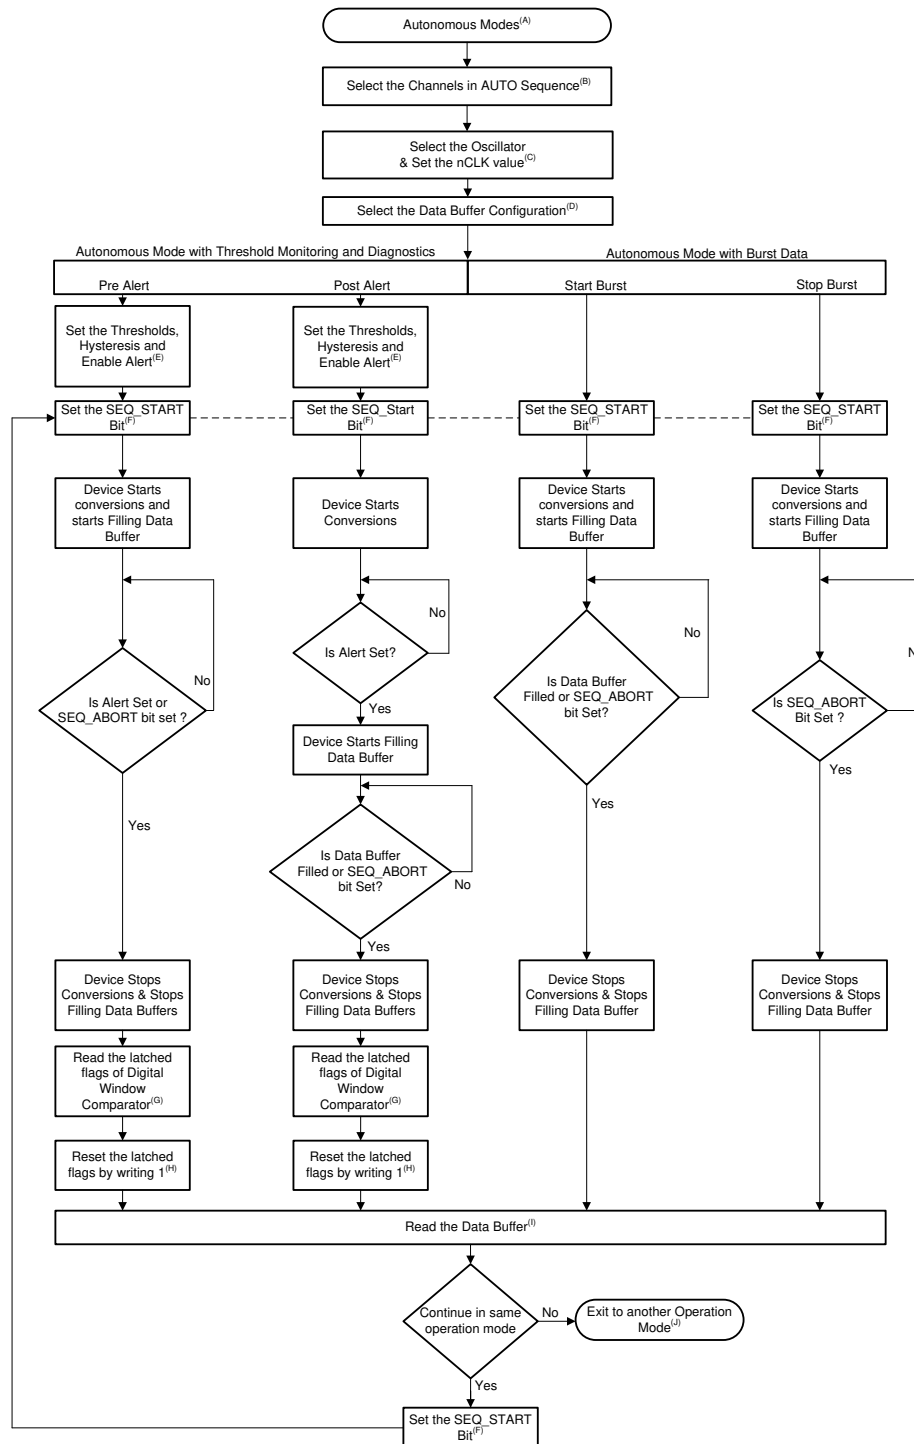 Autonomous Modes(A)
Select the Channels in AUTO Sequence(B)
Select the Oscillator
& Set the nCLK value(C)
Select the Data Buffer Configuration(D)
Autonomous Mode with Threshold Monitoring and Diagnostics
Autonomous Mode with Burst Data
Pre Alert
Post Alert
Start Burst
Stop Burst
Set the Thresholds,
Hysteresis and
Enable Alert(E)
Set the Thresholds,
Hysteresis and
Enable Alert(E)
Set the SEQ_START
Bit(F)
Set the SEQ_Start
Bit(F)
Set the SEQ_START
Bit(F)
Set the SEQ_START
Bit(F)
Device Starts
conversions and
starts Filling Data
Buffer
Device Starts
Conversions
Device Starts
conversions and
starts Filling Data
Buffer
Device Starts
conversions and
starts Filling Data
Buffer
No
Is Alert Set or
SEQ_ABORT bit set ?
Yes
No
Is Alert Set?
Yes
Device Starts Filling
Data Buffer
Is Data Buffer
Filled or SEQ_ABORT
bit Set?
No
Yes
No
Is Data Buffer
Filled or SEQ_ABORT
bit Set?
Yes
Is SEQ_ABORT
Bit Set ?
Yes
Device Stops
Conversions & Stops
Filling Data Buffers
Device Stops
Conversions & Stops
Filling Data Buffers
Device Stops
Conversions & Stops
Filling Data Buffer
Device Stops
Conversions & Stops
Filling Data Buffer
Read the latched
flags of Digital
Window
Comparator(G)
Read the latched
flags of Digital
Window
Comparator(G)
Reset the latched
flags by writing 1(H)
Reset the latched
flags by writing 1(H)
Read the Data Buffer(I)
Continue in same
operation mode
No
Exit to another Operation
Mode(J)
Yes
Set the SEQ_START
Bit(F)